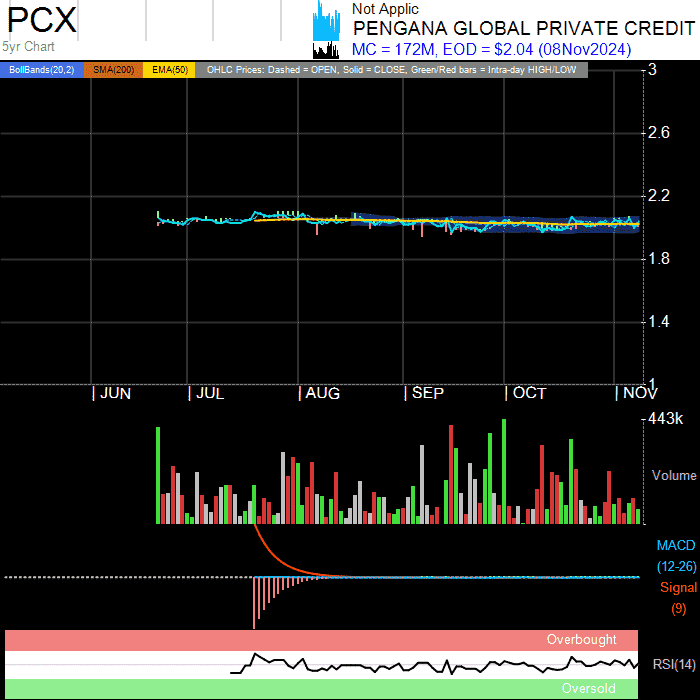 PCX
5yr Chart
Not Applic
PENGANA GLOBAL PRIVATE CREDIT
MC = 172M, EOD = $2.04 (08Nov2024)
BollBands(20,2) SMA(200) EMA(50) OHLC Prices: Dashed = OPEN, Solid = CLOSE, Green/Red bars = Intra-day HIGH/LOW
3
2.6
2.2
1.8
1.4
1
| JUN | JUL | AUG | SEP | OCT | NOV
443k
Volume
MACD
(12-26)
Signal
(9)
Overbought
RSI(14)
Oversold